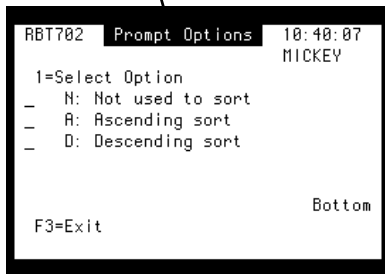 RBT702 Prompt Options 10:40:07
MICKEY
1=Select Option
_ N: Not used to sort
_ A: Ascending sort
_ D: Descending sort
Bottom
F3=Exit